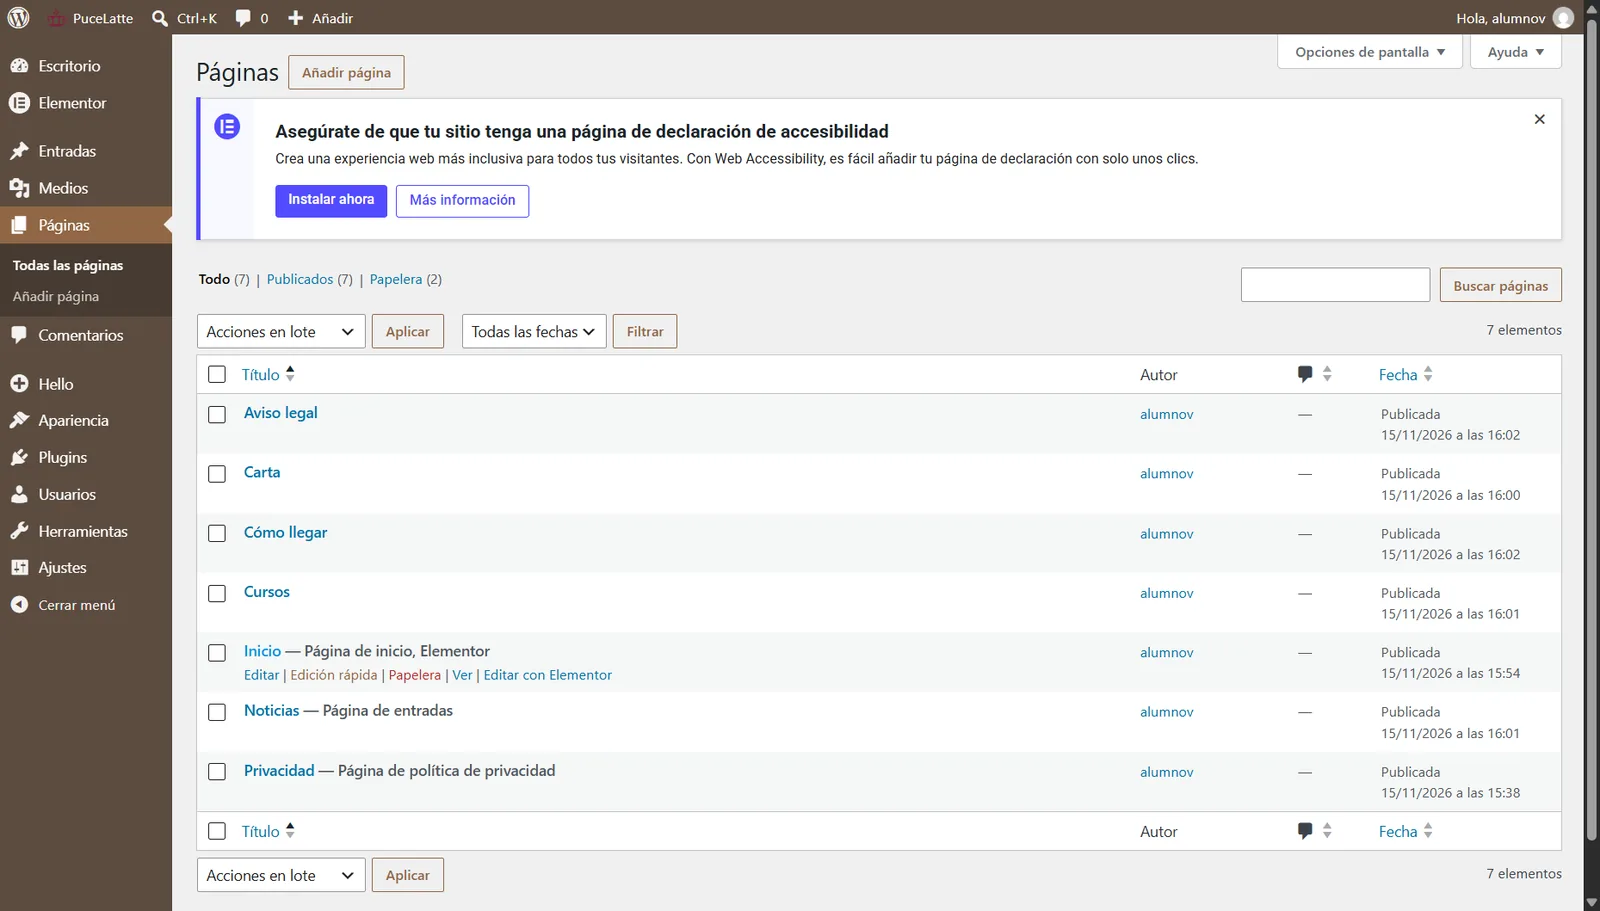 PuceLatte Ctrl+K 0 Añadir Hola, alumnov
Escritorio
Elementor
Entradas
Medios
Páginas
Todas las páginas
Añadir página
Comentarios
Hello
Apariencia
Plugins
Usuarios
Herramientas
Ajustes
Cerrar menú
Opciones de pantalla Ayuda
Páginas Añadir página
Asegúrate de que tu sitio tenga una página de declaración de accesibilidad
Crea una experiencia web más inclusiva para todos tus visitantes. Con Web Accessibility, es fácil añadir tu página de declaración con solo unos clics.
Instalar ahora Más información
Todo (7) | Publicados (7) | Papelera (2)
Buscar páginas
Acciones en lote Aplicar Todas las fechas Filtrar 7 elementos
Título Autor Fecha
Aviso legal alumnov — Publicada
15/11/2026 a las 16:02
Carta alumnov — Publicada
15/11/2026 a las 16:00
Cómo llegar alumnov — Publicada
15/11/2026 a las 16:02
Cursos alumnov — Publicada
15/11/2026 a las 16:01
Inicio — Página de inicio, Elementor alumnov — Publicada
Editar | Edición rápida | Papelera | Ver | Editar con Elementor 15/11/2026 a las 15:54
Noticias — Página de entradas alumnov — Publicada
15/11/2026 a las 16:01
Privacidad — Página de política de privacidad alumnov — Publicada
15/11/2026 a las 15:38
Título Autor Fecha
Acciones en lote Aplicar 7 elementos